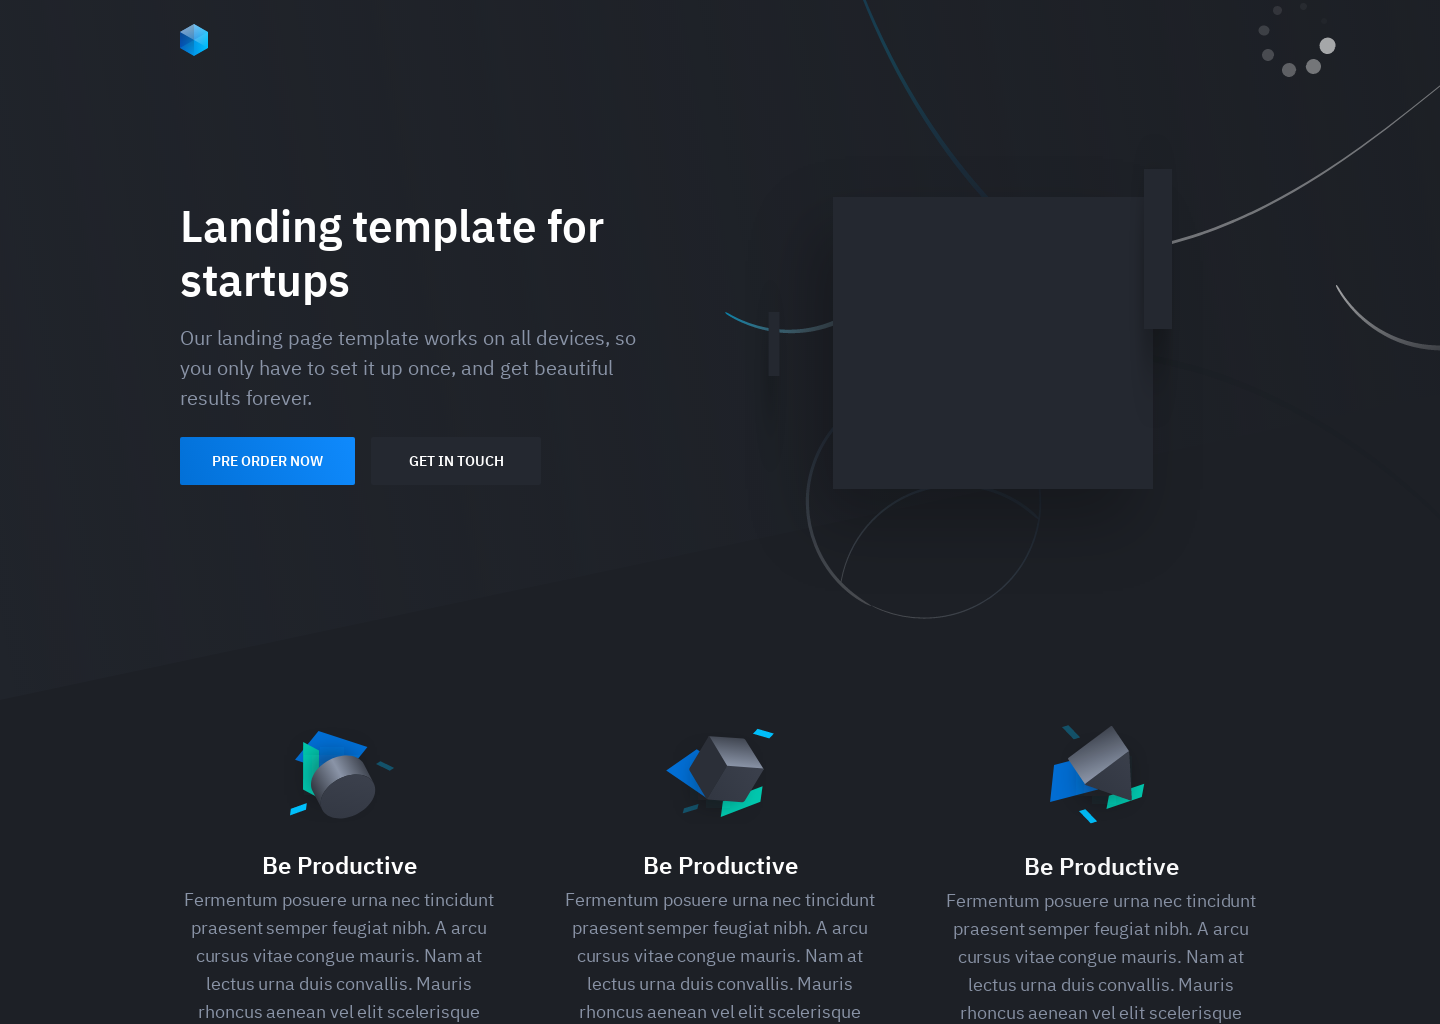 Landing template for
startups
Our landing page template works on all devices, so
you only have to set it up once, and get beautiful
results forever.
PRE ORDER NOW
GET IN TOUCH
Be Productive
Fermentum posuere urna nec tincidunt
praesent semper feugiat nibh. A arcu
cursus vitae congue mauris. Nam at
lectus urna duis convallis. Mauris
rhoncus aenean vel elit scelerisque
Be Productive
Fermentum posuere urna nec tincidunt
praesent semper feugiat nibh. A arcu
cursus vitae congue mauris. Nam at
lectus urna duis convallis. Mauris
rhoncus aenean vel elit scelerisque
Be Productive
Fermentum posuere urna nec tincidunt
praesent semper feugiat nibh. A arcu
cursus vitae congue mauris. Nam at
lectus urna duis convallis. Mauris
rhoncus aenean vel elit scelerisque